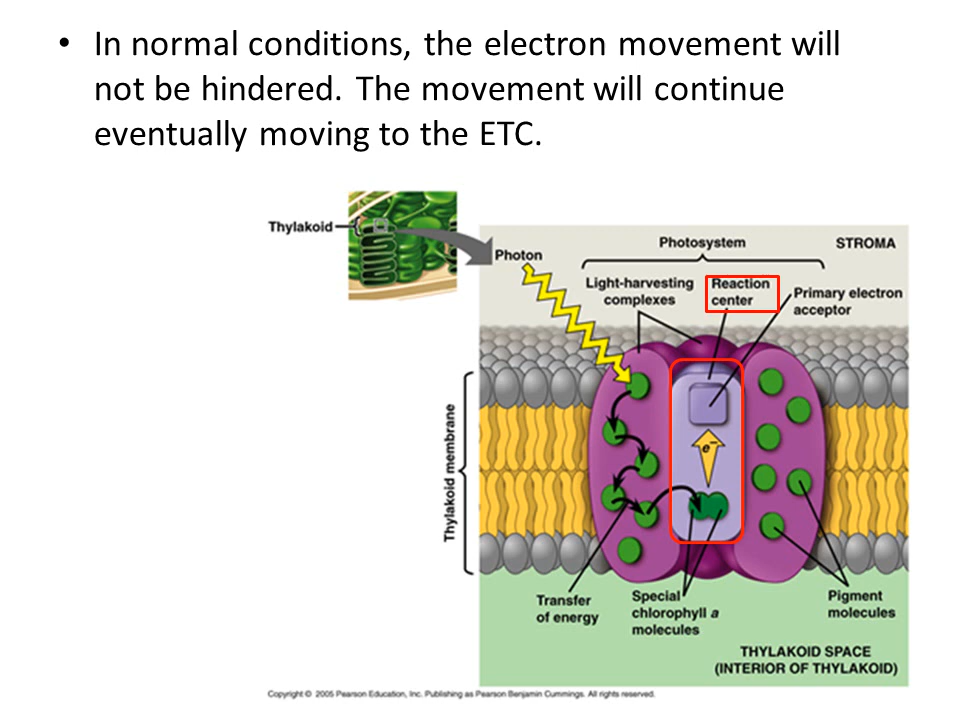 • In normal conditions, the electron movement will
not be hindered. The movement will continue
eventually moving to the ETC.
Thylakoid
Photon
Photosystem
STROMA
Light-harvesting
complexes
Reaction
center
Primary electron
acceptor
Thylakoid membrane
e–
Transfer
of energy
Special
chlorophyll a
molecules
Pigment
molecules
THYLAKOID SPACE
(INTERIOR OF THYLAKOID)
Copyright © 2005 Pearson Education, Inc. Publishing as Pearson Benjamin Cummings. All rights reserved.